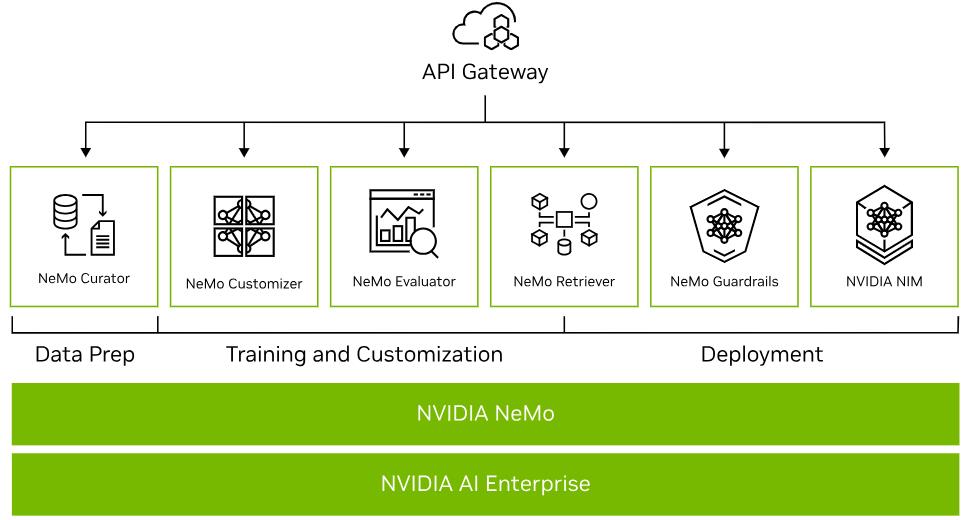 API Gateway
NeMo Curator
NeMo Customizer
NeMo Evaluator
NeMo Retriever
NeMo Guardrails
NVIDIA NIM
Data Prep
Training and Customization
Deployment
NVIDIA NeMo
NVIDIA AI Enterprise